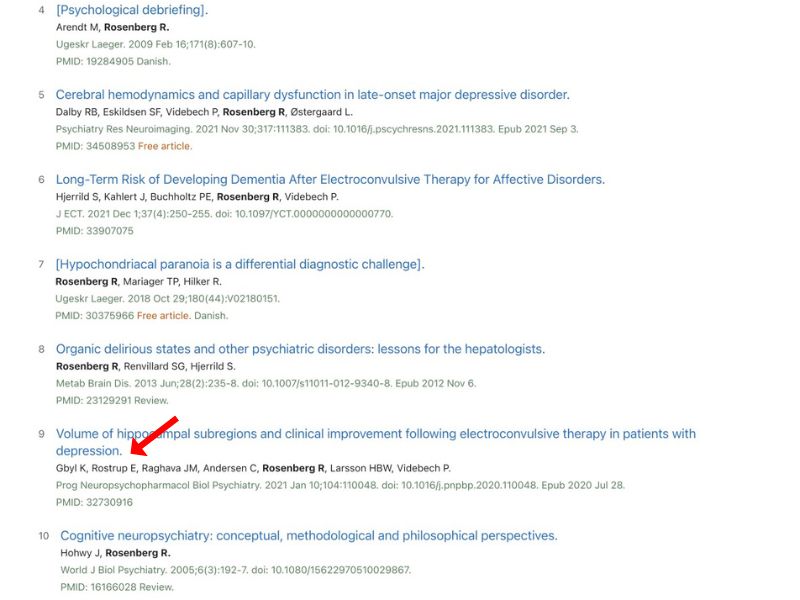 4 [Psychological debriefing].
Arendt M, Rosenberg R.
Ugeskr Laeger. 2009 Feb 16;171(8):607-10.
PMID: 19284905 Danish.
5 Cerebral hemodynamics and capillary dysfunction in late-onset major depressive disorder.
Dalby RB, Eskildsen SF, Videbech P, Rosenberg R, Østergaard L.
Psychiatry Res Neuroimaging. 2021 Nov 30;317:111383. doi: 10.1016/j.pscychresns.2021.111383. Epub 2021 Sep 3.
PMID: 34508953 Free article.
6 Long-Term Risk of Developing Dementia After Electroconvulsive Therapy for Affective Disorders.
Hjerrild S, Kahlert J, Buchholtz PE, Rosenberg R, Videbech P.
J ECT. 2021 Dec 1;37(4):250-255. doi: 10.1097/YCT.0000000000000770.
PMID: 33907075
7 [Hypochondriacal paranoia is a differential diagnostic challenge].
Rosenberg R, Mariager TP, Hilker R.
Ugeskr Laeger. 2018 Oct 29;180(44):V02180151.
PMID: 30375966 Free article. Danish.
8 Organic delirious states and other psychiatric disorders: lessons for the hepatologists.
Rosenberg R, Renvillard SG, Hjerrild S.
Metab Brain Dis. 2013 Jun;28(2):235-8. doi: 10.1007/s11011-012-9340-8. Epub 2012 Nov 6.
PMID: 23129291 Review.
9 Volume of hippocampal subregions and clinical improvement following electroconvulsive therapy in patients with
depression.
Gbyl K, Rostrup E, Raghava JM, Andersen C, Rosenberg R, Larsson HBW, Videbech P.
Prog Neuropsychopharmacol Biol Psychiatry. 2021 Jan 10;104:110048. doi: 10.1016/j.pnpbp.2020.110048. Epub 2020 Jul 28.
PMID: 32730916
10 Cognitive neuropsychiatry: conceptual, methodological and philosophical perspectives.
Hohwy J, Rosenberg R.
World J Biol Psychiatry. 2005;6(3):192-7. doi: 10.1080/15622970510029867.
PMID: 16166028 Review.